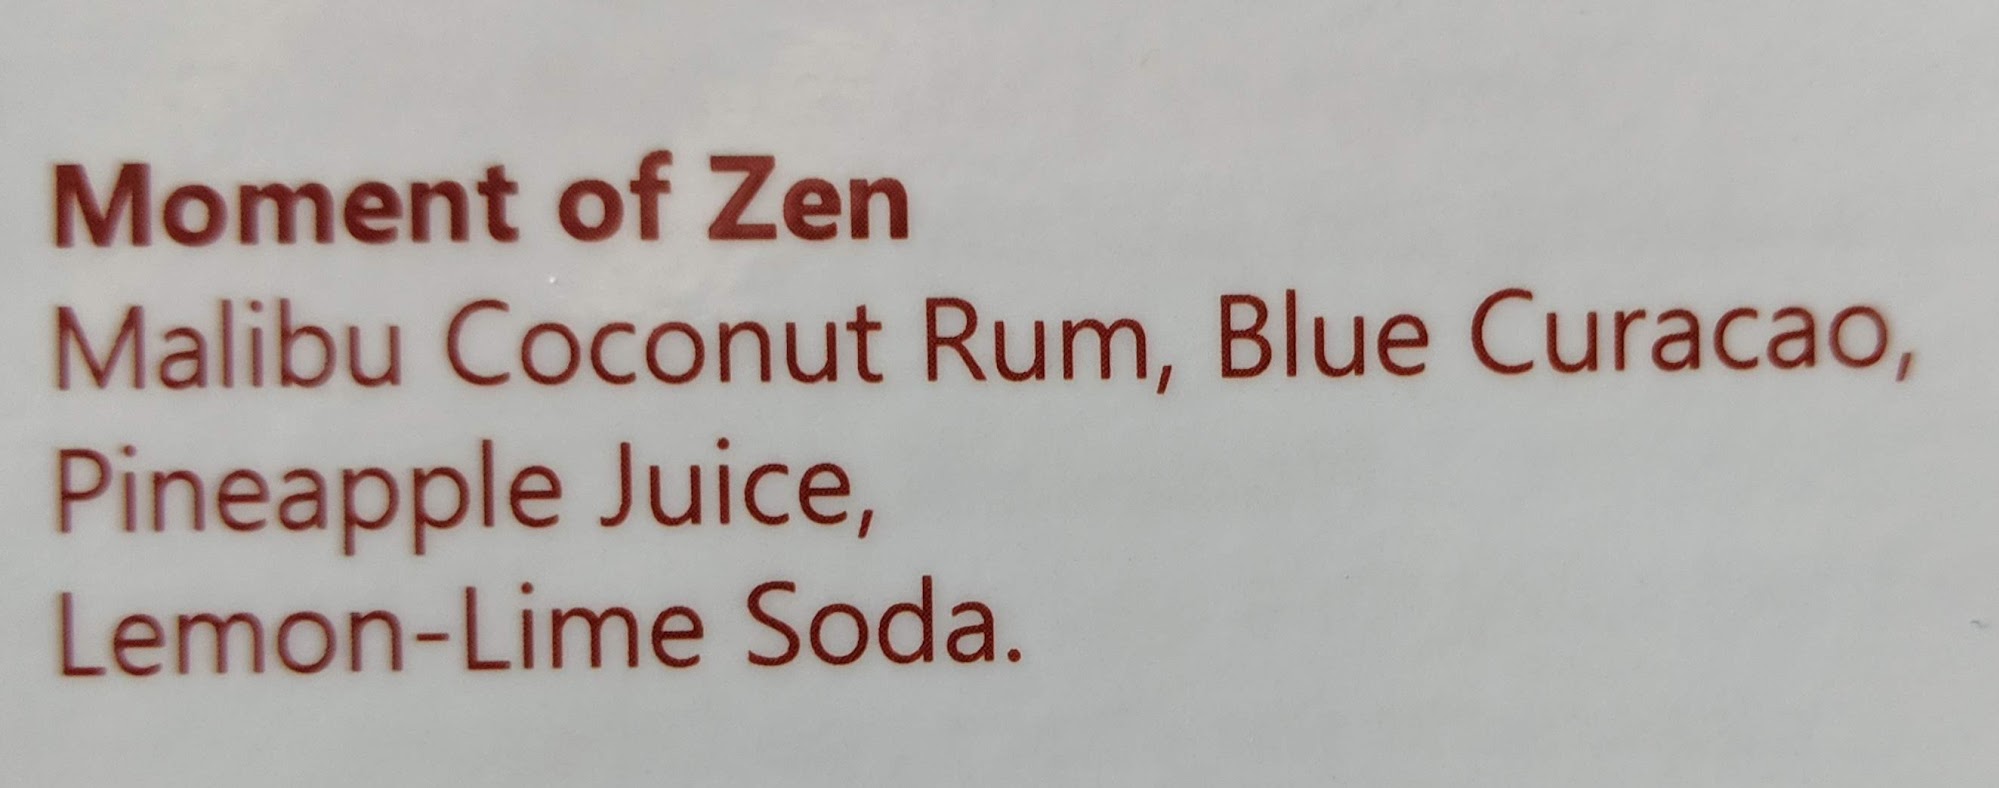 Moment of Zen
Malibu Coconut Rum, Blue Curacao,
Pineapple Juice,
Lemon-Lime Soda.